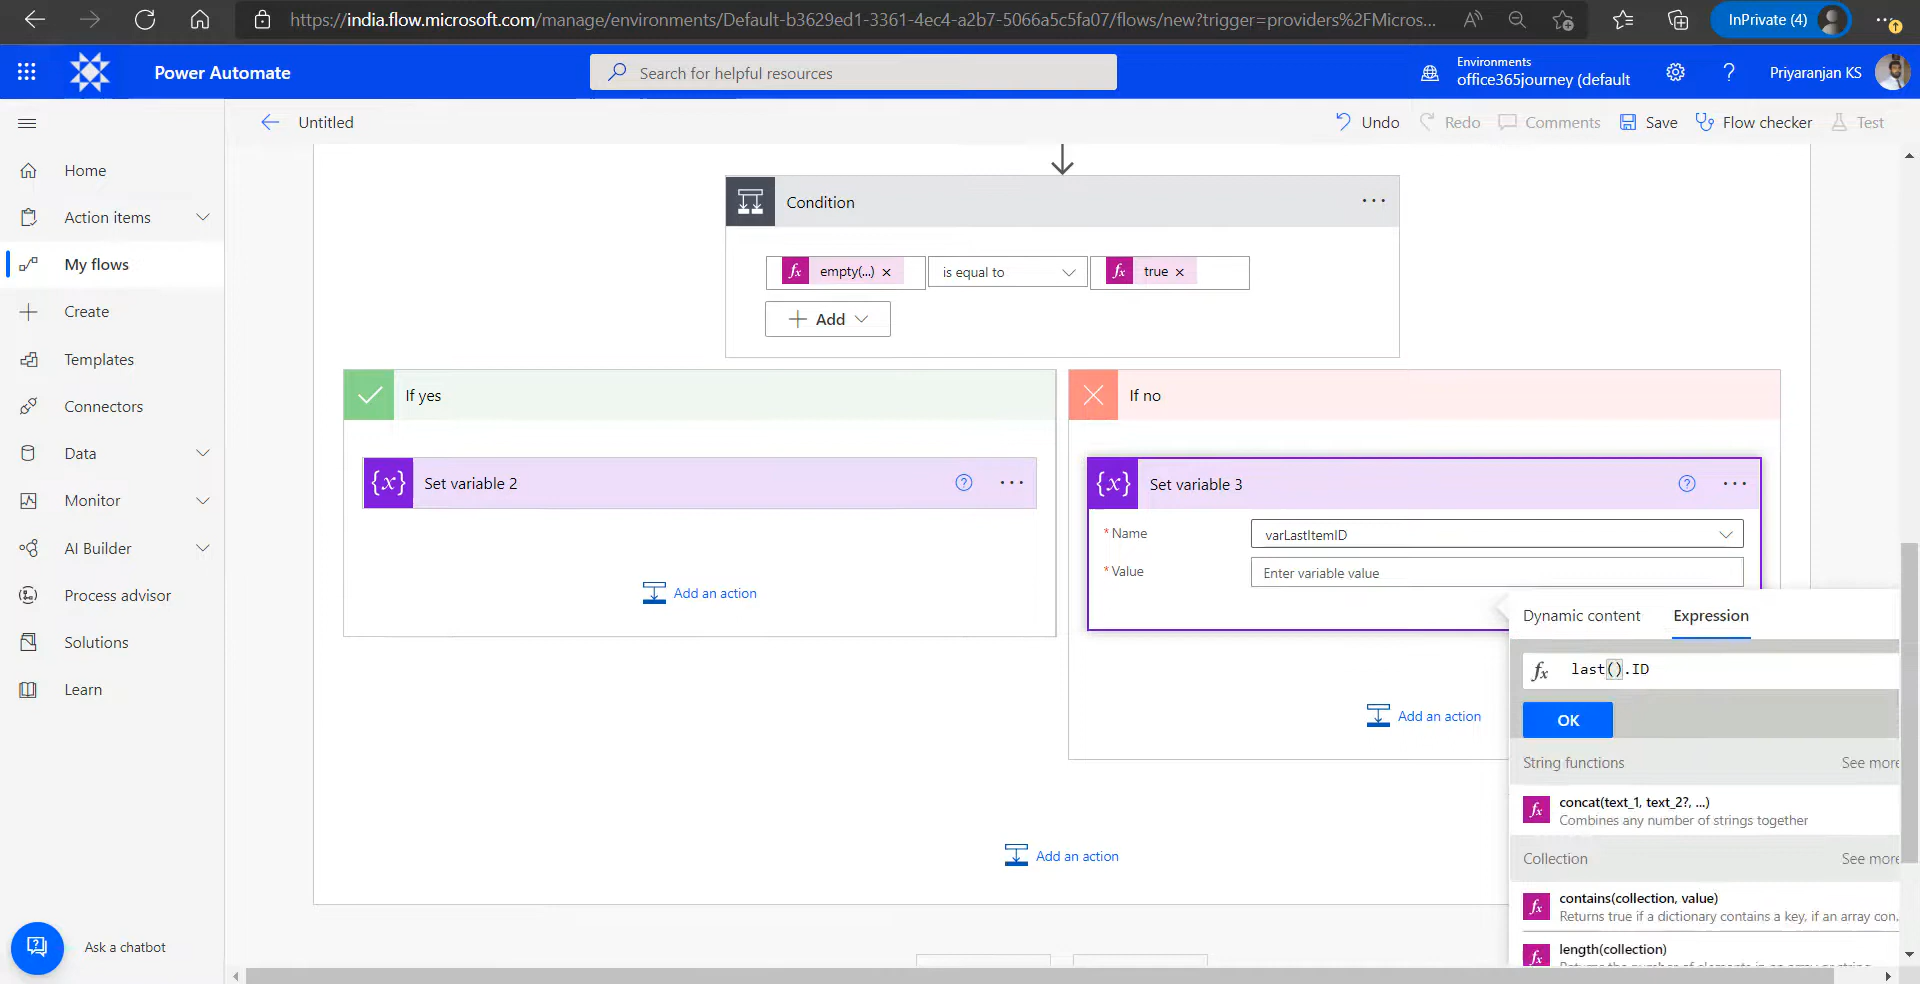 https://india.flow.microsoft.com/manage/environments/Default-b3629ed1-3361-4ec4-a2b7-5066a5c5fa07/flows/new?trigger=providers%2FMicros...
InPrivate (4)
Power Automate
Search for helpful resources
Environments
office365journey (default
?
Priyaranjan KS
Untitled
Undo
Redo
Comments
Save
Flow checker
Test
Home
Action items
My flows
Create
Templates
Connectors
Data
Monitor
AI Builder
Process advisor
Solutions
Learn
Ask a chatbot
Condition
fx empty(...) ×
is equal to
fx true ×
Add
If yes
If no
{x} Set variable 2
{x} Set variable 3
* Name
varLastItemID
* Value
Enter variable value
Add an action
Add an action
Add an action
Dynamic content
Expression
fx last().ID
OK
String functions
See more
fx concat(text_1, text_2?, ...)
Combines any number of strings together
Collection
See more
fx contains(collection, value)
Returns true if a dictionary contains a key, if an array con...
fx length(collection)